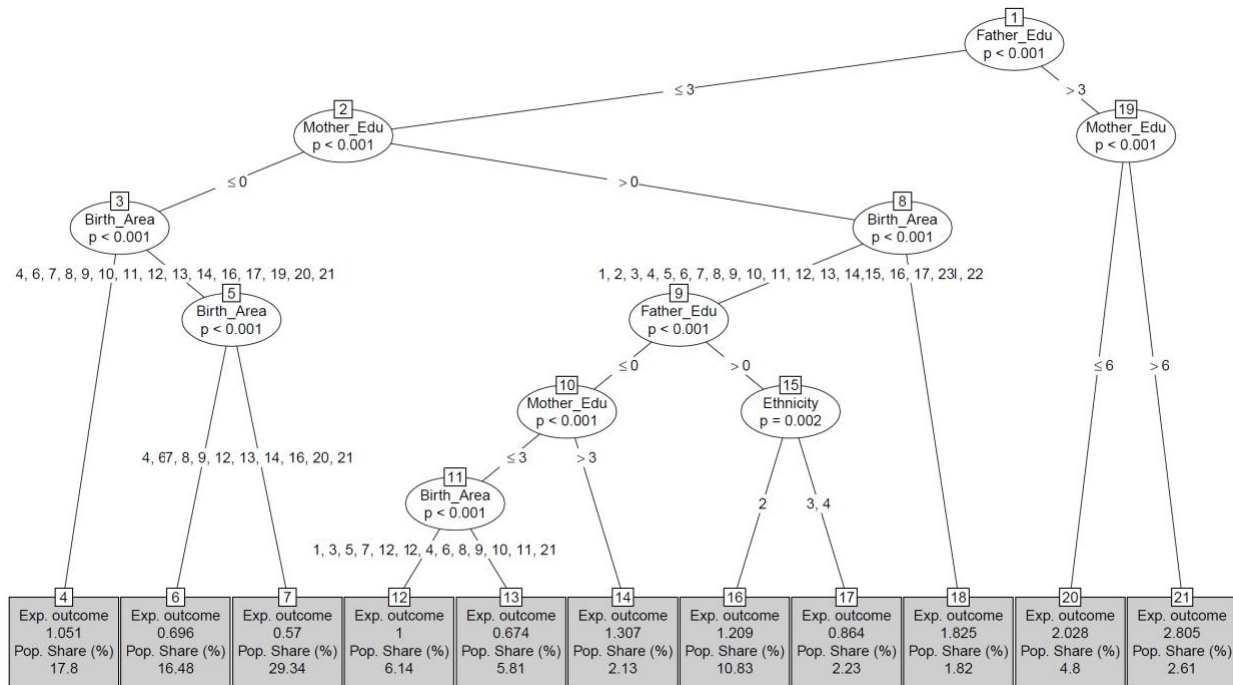 1
Father_Edu
p < 0.001
≤ 3
> 3
2
Mother_Edu
p < 0.001
19
Mother_Edu
p < 0.001
≤ 0
> 0
3
Birth_Area
p < 0.001
8
Birth_Area
p < 0.001
4, 6, 7, 8, 9, 10, 11, 12, 13, 14, 16, 17, 19, 20, 21
1, 2, 3, 4, 5, 6, 7, 8, 9, 10, 11, 12, 13, 14, 15, 16, 17, 23, 22
5
Birth_Area
p < 0.001
9
Father_Edu
p < 0.001
≤ 0
> 0
≤ 6
> 6
10
Mother_Edu
p < 0.001
15
Ethnicity
p = 0.002
4, 67, 8, 9, 12, 13, 14, 16, 20, 21
≤ 3
> 3
11
Birth_Area
p < 0.001
2
3, 4
1, 3, 5, 7, 12, 12, 4, 6, 8, 9, 10, 11, 21
4
Exp. outcome
1.051
Pop. Share (%)
17.8
6
Exp. outcome
0.696
Pop. Share (%)
16.48
7
Exp. outcome
0.57
Pop. Share (%)
29.34
12
Exp. outcome
1
Pop. Share (%)
6.14
13
Exp. outcome
0.674
Pop. Share (%)
5.81
14
Exp. outcome
1.307
Pop. Share (%)
2.13
16
Exp. outcome
1.209
Pop. Share (%)
10.83
17
Exp. outcome
0.864
Pop. Share (%)
2.23
18
Exp. outcome
1.825
Pop. Share (%)
1.82
20
Exp. outcome
2.028
Pop. Share (%)
4.8
21
Exp. outcome
2.805
Pop. Share (%)
2.61